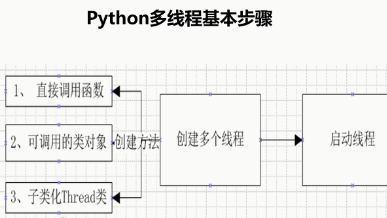 Python多线程基本步骤
1、 直接调用函数
2、可调用的类对象
创建方法
创建多个线程
启动线程
3、子类化Thread类